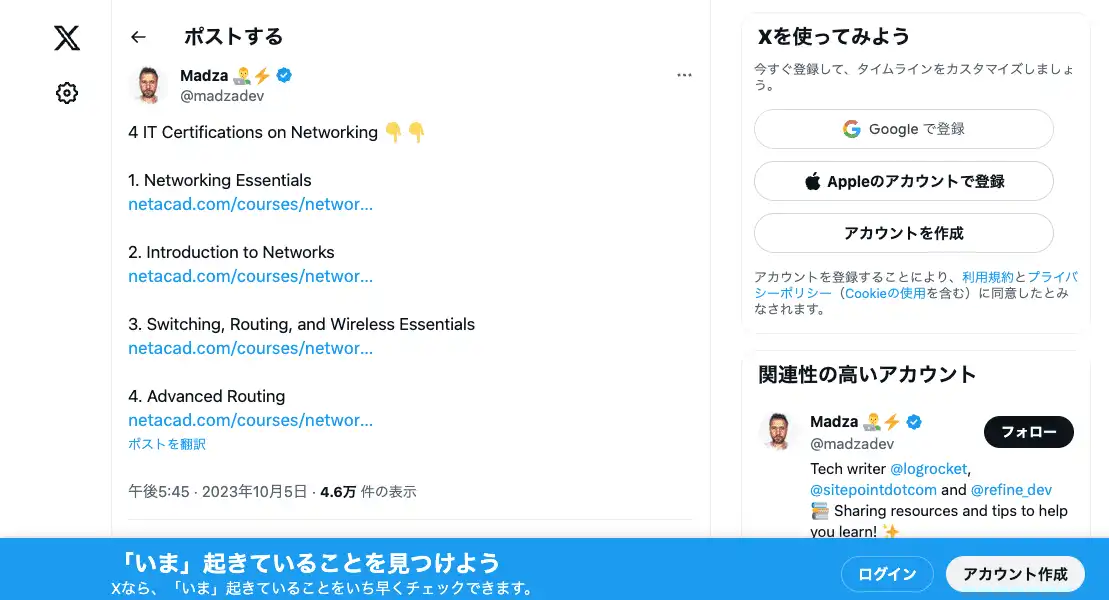 ポストする
Madza
@madzadev
4 IT Certifications on Networking 👇👇
1. Networking Essentials
netacad.com/courses/networ...
2. Introduction to Networks
netacad.com/courses/networ...
3. Switching, Routing, and Wireless Essentials
netacad.com/courses/networ...
4. Advanced Routing
netacad.com/courses/networ...
ポストを翻訳
午後5:45 · 2023年10月5日 · 4.6万 件の表示
Xを使ってみよう
今すぐ登録して、タイムラインをカスタマイズしましょ
う。
Google で登録
Appleのアカウントで登録
アカウントを作成
アカウントを登録することにより、利用規約とプライバ
シーポリシー（Cookieの使用を含む）に同意したとみ
なされます。
関連性の高いアカウント
Madza
@madzadev
フォロー
Tech writer @logrocket,
@sitepointdotcom and @refine_dev
📚 Sharing resources and tips to help
you learn! ✨
「いま」起きていることを見つけよう
Xなら、「いま」起きていることをいち早くチェックできます。
ログイン
アカウント作成